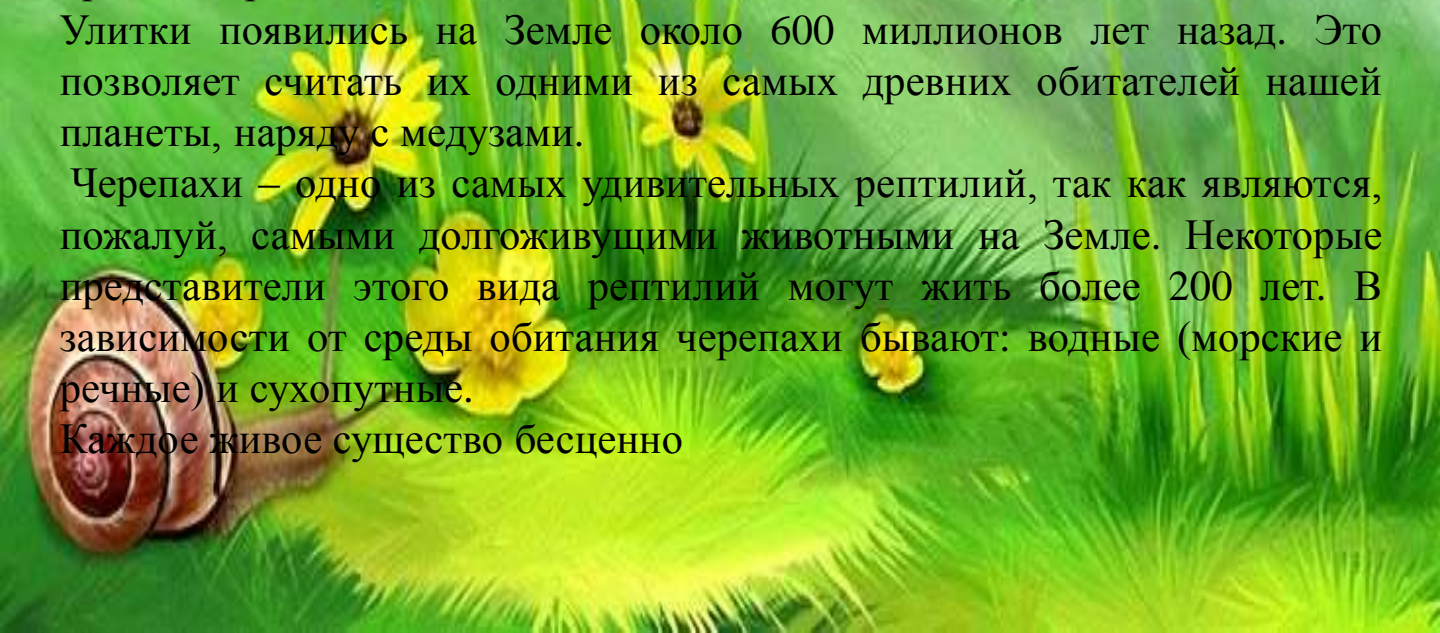 Улитки появились на Земле около 600 миллионов лет назад. Это
позволяет считать их одними из самых древних обитателей нашей
планеты, наряду с медузами.
Черепахи – одно из самых удивительных рептилий, так как являются,
пожалуй, самыми долгоживущими животными на Земле. Некоторые
представители этого вида рептилий могут жить более 200 лет. В
зависимости от среды обитания черепахи бывают: водные (морские и
речные) и сухопутные.
Каждое живое существо бесценно